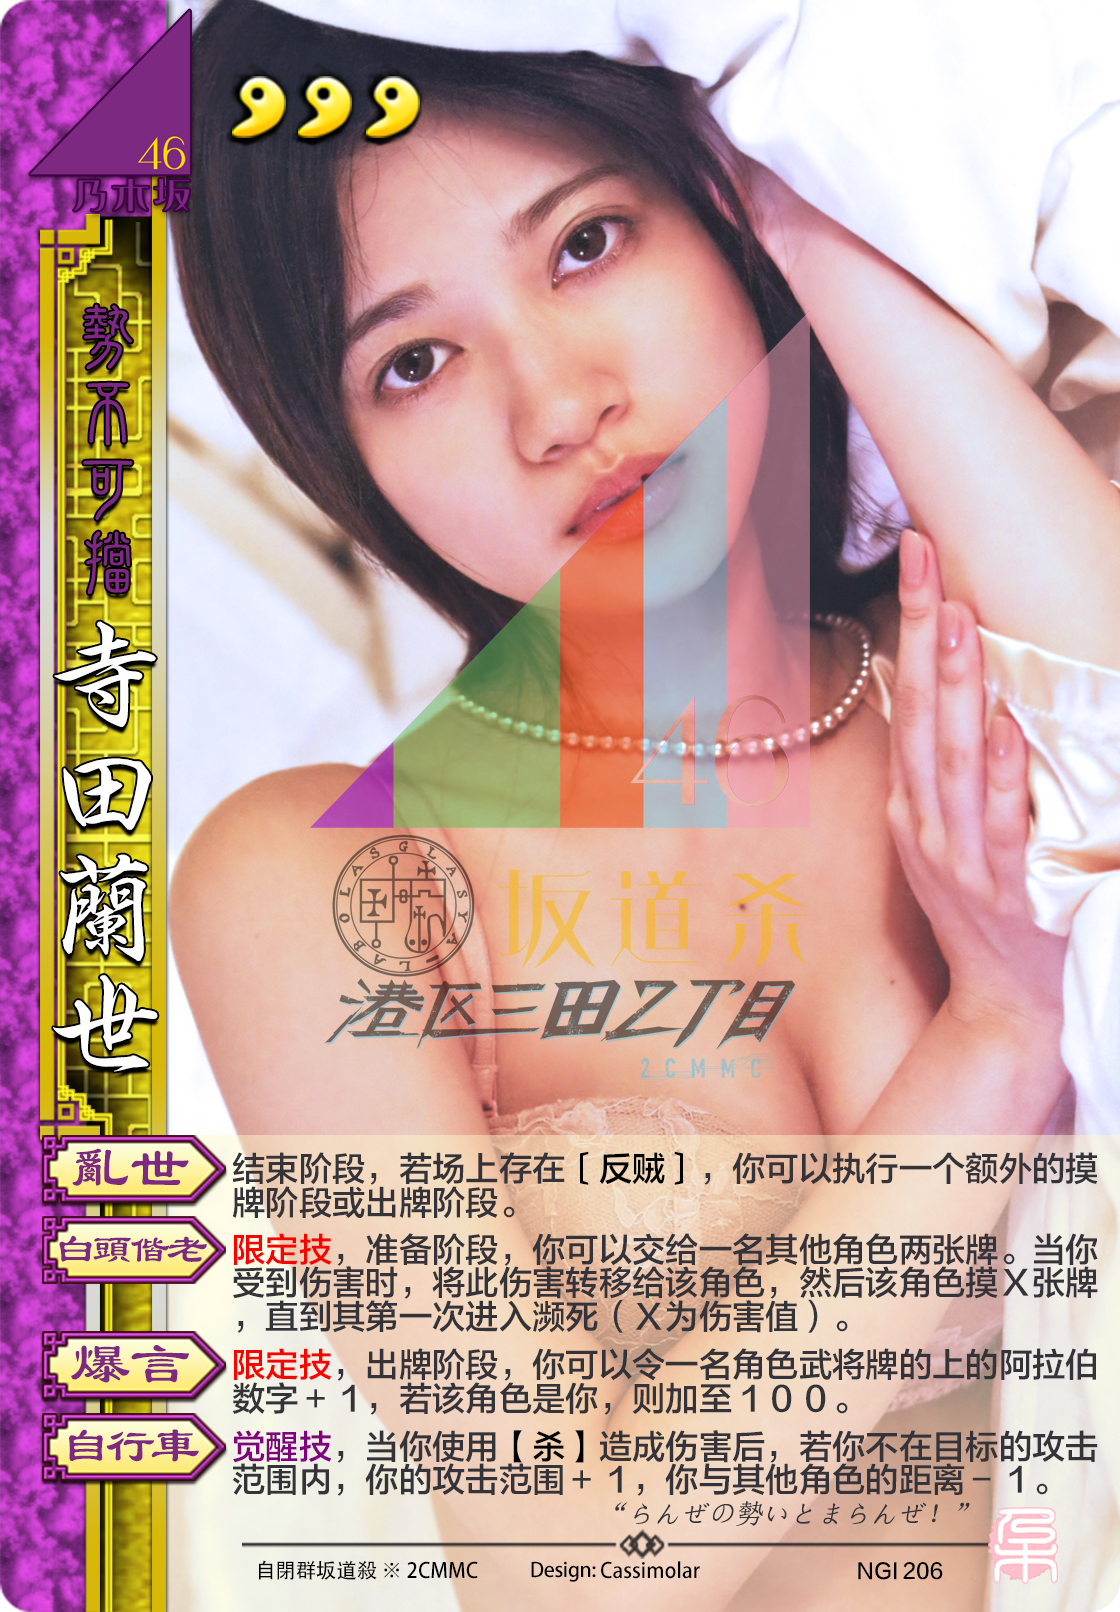 46
乃木坂
勢不可擋
寺田蘭世
46
GLASYA-LABOLAS
坂道杀
港区三田乙丁目
2CMMC
亂世
结束阶段，若场上存在［反贼］，你可以执行一个额外的摸
牌阶段或出牌阶段。
白頭偕老
限定技，准备阶段，你可以交给一名其他角色两张牌。当你
受到伤害时，将此伤害转移给该角色，然后该角色摸Ｘ张牌
，直到其第一次进入濒死（Ｘ为伤害值）。
爆言
限定技，出牌阶段，你可以令一名角色武将牌的上的阿拉伯
数字＋１，若该角色是你，则加至１００。
自行車
觉醒技，当你使用【杀】造成伤害后，若你不在目标的攻击
范围内，你的攻击范围＋１，你与其他角色的距离－１。
“らんぜの勢いとまらんぜ！”
自閉群坂道殺 ※ 2CMMC Design: Cassimolar NGI 206